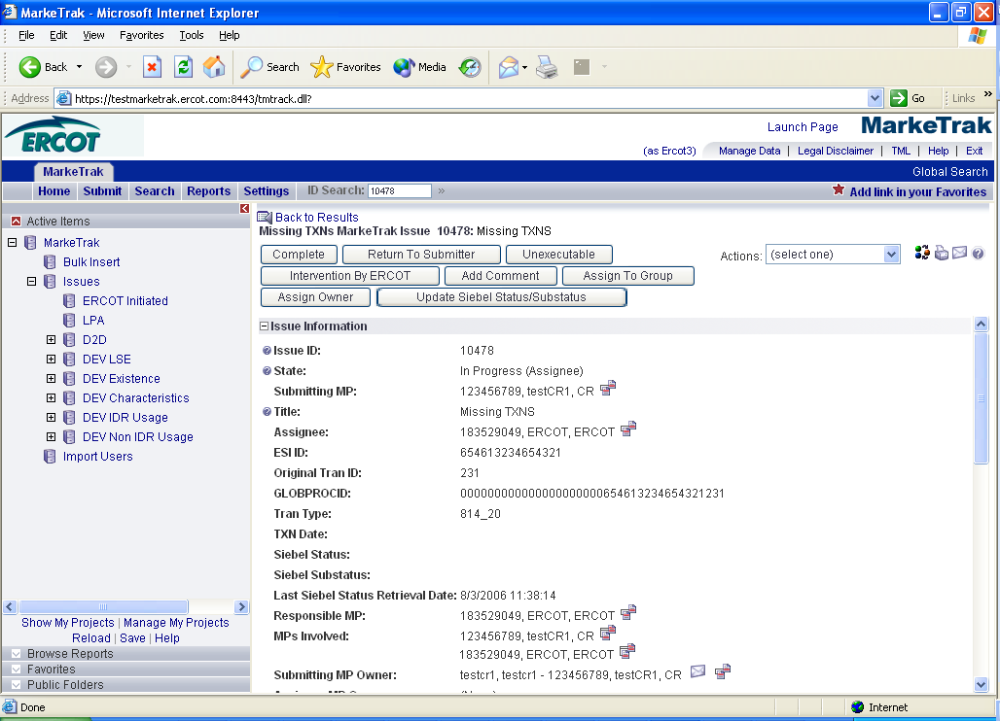 MarkeTrak - Microsoft Internet Explorer
File Edit View Favorites Tools Help
Back Search Favorites Media
Address https://testmarketrak.ercot.com:8443/tmtrack.dll? Go Links »
ERCOT Launch Page MarkeTrak
(as Ercot3) Manage Data | Legal Disclaimer | TML | Help | Exit
MarkeTrak Global Search
Home Submit Search Reports Settings ID Search: 10478 » Add link in your Favorites
Active Items
MarkeTrak
Bulk Insert
Issues
ERCOT Initiated
LPA
D2D
DEV LSE
DEV Existence
DEV Characteristics
DEV IDR Usage
DEV Non IDR Usage
Import Users
Show My Projects | Manage My Projects
Reload | Save | Help
Browse Reports
Favorites
Public Folders
Back to Results
Missing TXNs MarkeTrak Issue 10478: Missing TXNS
Complete Return To Submitter Unexecutable Actions: (select one)
Intervention By ERCOT Add Comment Assign To Group
Assign Owner Update Siebel Status/Substatus
Issue Information
Issue ID: 10478
State: In Progress (Assignee)
Submitting MP: 123456789, testCR1, CR
Title: Missing TXNS
Assignee: 183529049, ERCOT, ERCOT
ESI ID: 654613234654321
Original Tran ID: 231
GLOBPROCID: 000000000000000000000654613234654321231
Tran Type: 814_20
TXN Date:
Siebel Status:
Siebel Substatus:
Last Siebel Status Retrieval Date: 8/3/2006 11:38:14
Responsible MP: 183529049, ERCOT, ERCOT
MPs Involved: 123456789, testCR1, CR
183529049, ERCOT, ERCOT
Submitting MP Owner: testcr1, testcr1 - 123456789, testCR1, CR
Done Internet